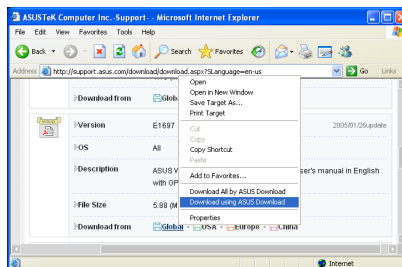 ASUSTeK Computer Inc. -Support- - Microsoft Internet Explorer
File Edit View Favorites Tools Help
Back Search Favorites
Address http://support.asus.com/download/download.aspx?SLanguage=en-us Go Links
Download from Glob
Open
Open in New Window
Save Target As...
Print Target
Cut
Copy
Copy Shortcut
Paste
Add to Favorites...
Download All by ASUS Download
Download using ASUS Download
Properties
Version E1697 2005/01/26update
OS All
Description ASUS W ser's manual in English
with GP
File Size 5.88 (M
Download from Global USA Europe China
Internet